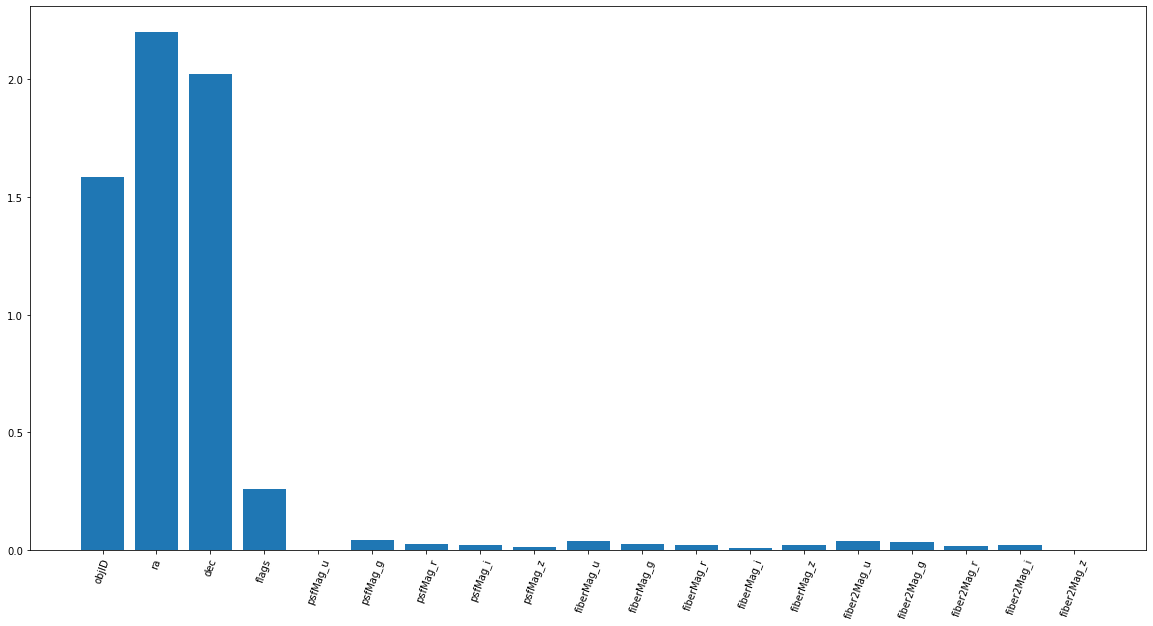 2.0
1.5
1.0
0.5
0.0
objID
ra
dec
flags
psfMag_u
psfMag_g
psfMag_r
psfMag_i
psfMag_z
fiberMag_u
fiberMag_g
fiberMag_r
fiberMag_i
fiberMag_z
fiber2Mag_u
fiber2Mag_g
fiber2Mag_r
fiber2Mag_i
fiber2Mag_z